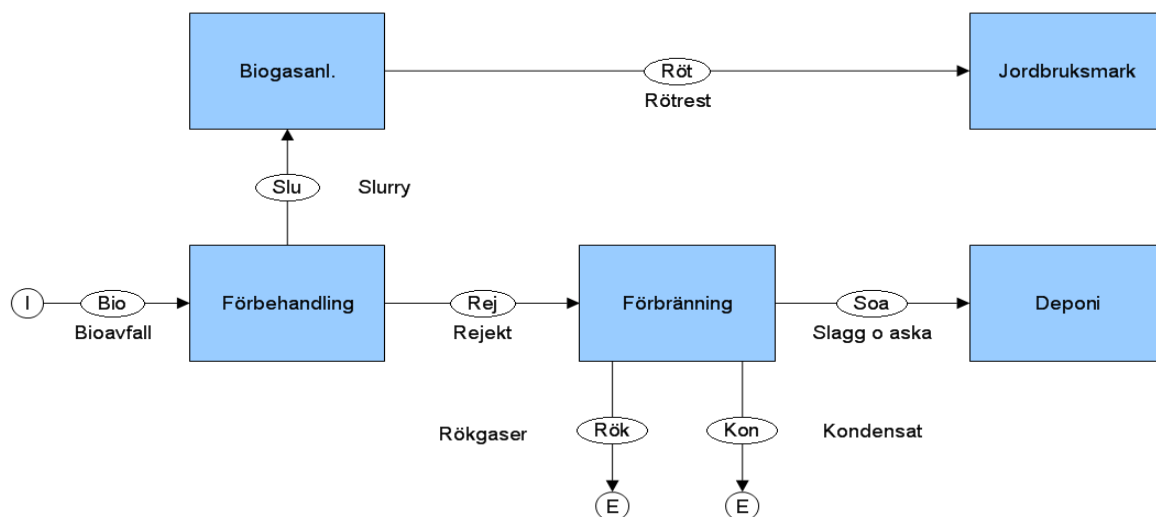 Biogasanl.
Röt
Rötrest
Jordbruksmark
Slu
Slurry
I
Bio
Bioavfall
Förbehandling
Rej
Rejekt
Förbränning
Soa
Slagg o aska
Deponi
Rökgaser
Rök
Kon
Kondensat
E
E